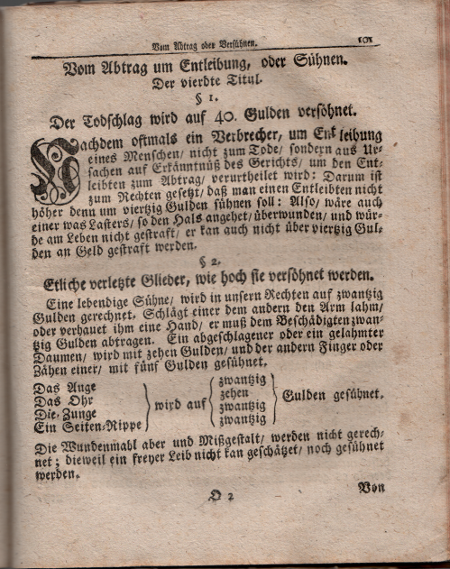 Vom Abtrag oder Versühnen. 101
Vom Abtrag um Entleibung, oder Sühnen.
Der vierdte Titul.
§ 1.
Der Todschlag wird auf 40. Gulden versöhnet.
Nachdem oftmals ein Verbrecher, um Entleibung
eines Menschen/ nicht zum Tode/ sondern aus Ur-
sachen auf Erkänntnüß des Gerichts/ um den Ent-
leibten zum Abtrag/ verurtheilet wird: Darum ist
zum Rechten gesetzt/ daß man einen Entleibten nicht
höher denn um viertzig Gulden sühnen soll: Also/ wäre auch
einer was Lasters/ so den Hals angehet/ überwunden/ und wür-
de am Leben nicht gestraft/ er kan auch nicht über viertzig Gul-
den an Geld gestraft werden.
§ 2.
Etliche verletzte Glieder, wie hoch sie versöhnet werden.
Eine lebendige Sühne/ wird in unsern Rechten auf zwantzig
Gulden gerechnet. Schlägt einer dem andern den Arm lahm/
oder verhauet ihm eine Hand/ er muß dem Beschädigten zwan-
tzig Gulden abtragen. Ein abgeschlagener oder ein gelahmter
Daumen/ wird mit zehen Gulden/ und der andern Finger oder
Zähen einer/ mit fünf Gulden gesühnet.
Das Auge zwantzig
Das Ohr zehen
Die Zunge wird auf zwantzig Gulden gesühnet.
Ein Seiten-Rippe zwantzig
Die Wundenmahl aber und Mißgestalt/ werden nicht gerech-
net; dieweil ein freyer Leib nicht kan geschätzet/ noch gesühnet
werden.
O 2 Von